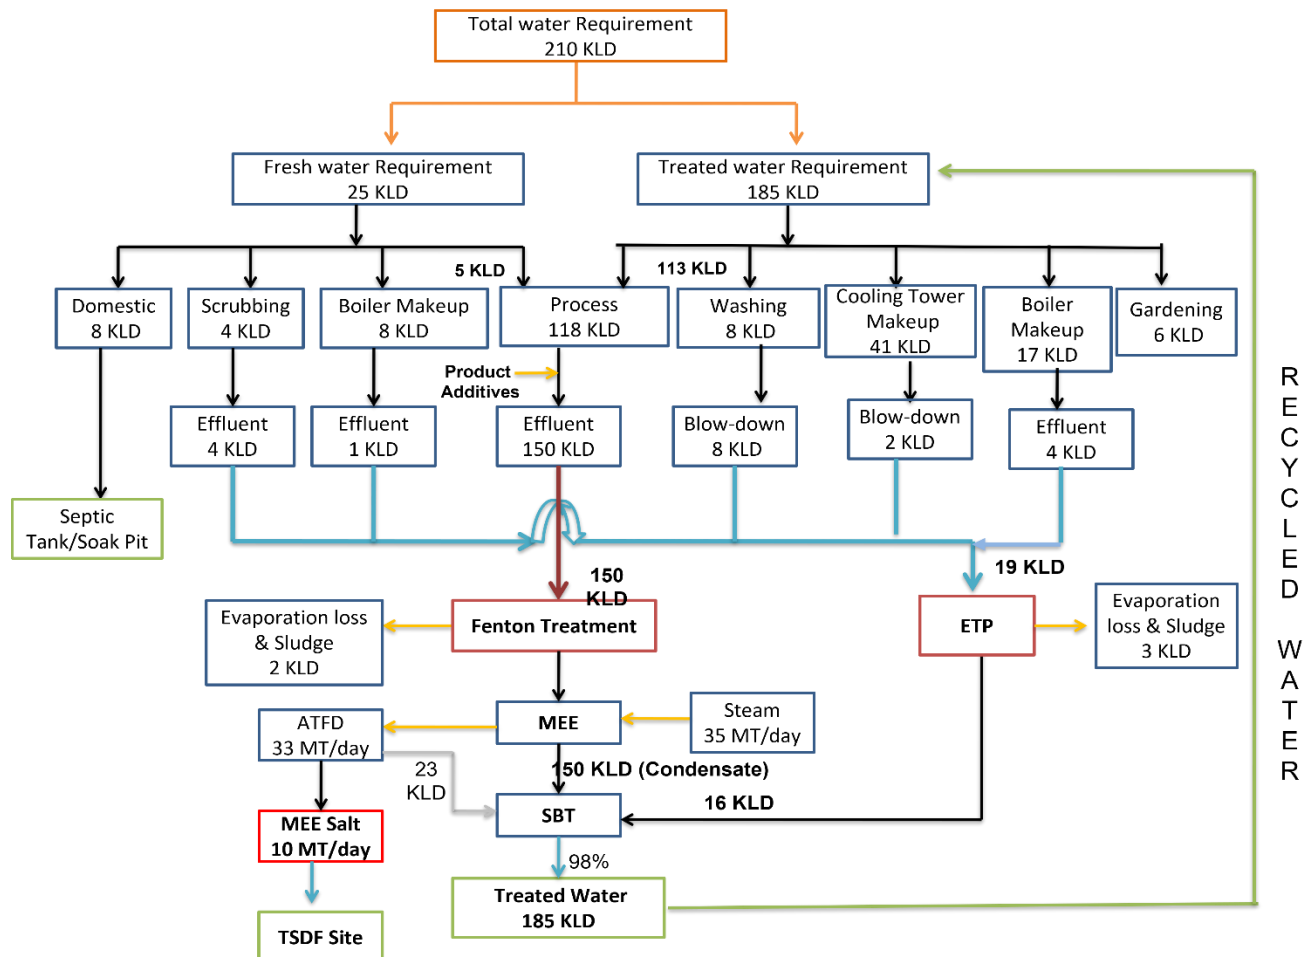 Total water Requirement
210 KLD
Fresh water Requirement
25 KLD
Treated water Requirement
185 KLD
5 KLD
113 KLD
Domestic
8 KLD
Scrubbing
4 KLD
Boiler Makeup
8 KLD
Process
118 KLD
Washing
8 KLD
Cooling Tower
Makeup
41 KLD
Boiler
Makeup
17 KLD
Gardening
6 KLD
Product
Additives
Effluent
4 KLD
Effluent
1 KLD
Effluent
150 KLD
Blow-down
8 KLD
Blow-down
2 KLD
Effluent
4 KLD
Septic
Tank/Soak Pit
150
KLD
19 KLD
Evaporation loss
& Sludge
2 KLD
Fenton Treatment
ETP
Evaporation
loss & Sludge
3 KLD
ATFD
33 MT/day
MEE
Steam
35 MT/day
23
KLD
150 KLD (Condensate)
16 KLD
MEE Salt
10 MT/day
SBT
98%
Treated Water
185 KLD
TSDF Site
RECYCLED WATER